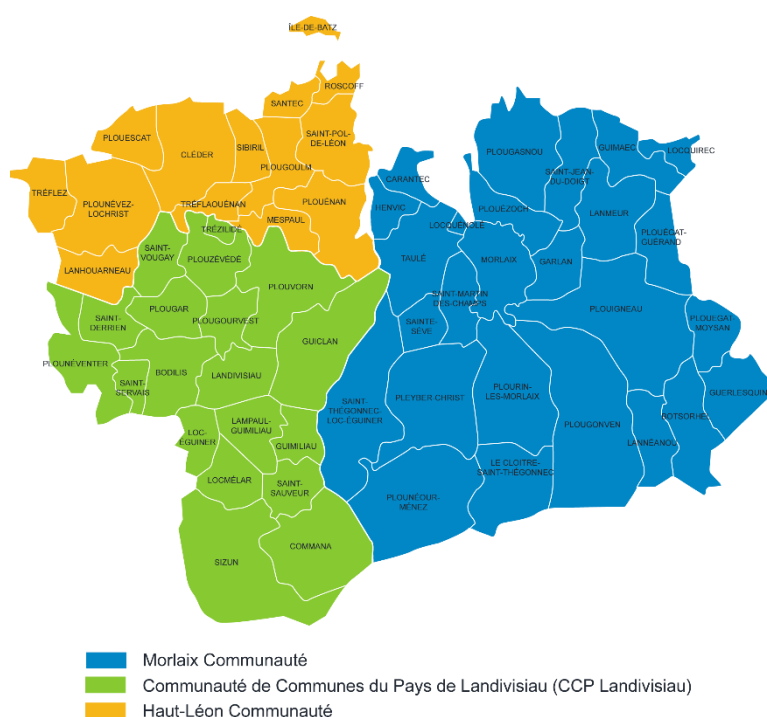 ÎLE-DE-BATZ
ROSCOFF
SANTEC
PLOUESCAT
CLÉDER
SIBIRIL
SAINT-POL-
DE-LÉON
PLOUGOULM
TRÉFLEZ
PLOUNÉVEZ-
LOCHRIST
TRÉFLAOUÉNAN
PLOUÉNAN
MESPAUL
LANHOUARNEAU
PLOUGASNOU
SAINT-JEAN-
DU-DOIGT
GUIMAEC
LOCQUIREC
CARANTEC
HENVIC
PLOUEZOCH
LANMEUR
LOCQUÉNOLÉ
PLOUÉGAT-
GUÉRAND
TAULÉ
MORLAIX
GARLAN
TRÉZILIDÉ
SAINT-
VOUGAY
PLOUZÉVÉDÉ
PLOUVORN
SAINT-MARTIN
DES-CHAMPS
PLOUIGNEAU
SAINT-
DERRIEN
PLOUGAR
PLOUGOURVEST
SAINTE-
SÈVE
PLOUEGAT-
MOYSAN
GUICLAN
PLOUNÉVENTER
BODILIS
LANDIVISIAU
SAINT-
SERVAIS
PLEYBER-CHRIST
PLOURIN-
LES-MORLAIX
GUERLESQUIN
SAINT-
THÉGONNEC-
LOC-ÉGUINER
LAMPAUL-
GUIMILIAU
PLOUGONVEN
BOTSORHEL
LOC-
ÉGUINER
GUIMILIAU
LANNÉANOU
LE CLOITRE-
SAINT-THÉGONNEC
LOCMÉLAR
SAINT-
SAUVEUR
PLOUNÉOUR-
MÉNEZ
SIZUN
COMMANA
Morlaix Communauté
Communauté de Communes du Pays de Landivisiau (CCP Landivisiau)
Haut-Léon Communauté